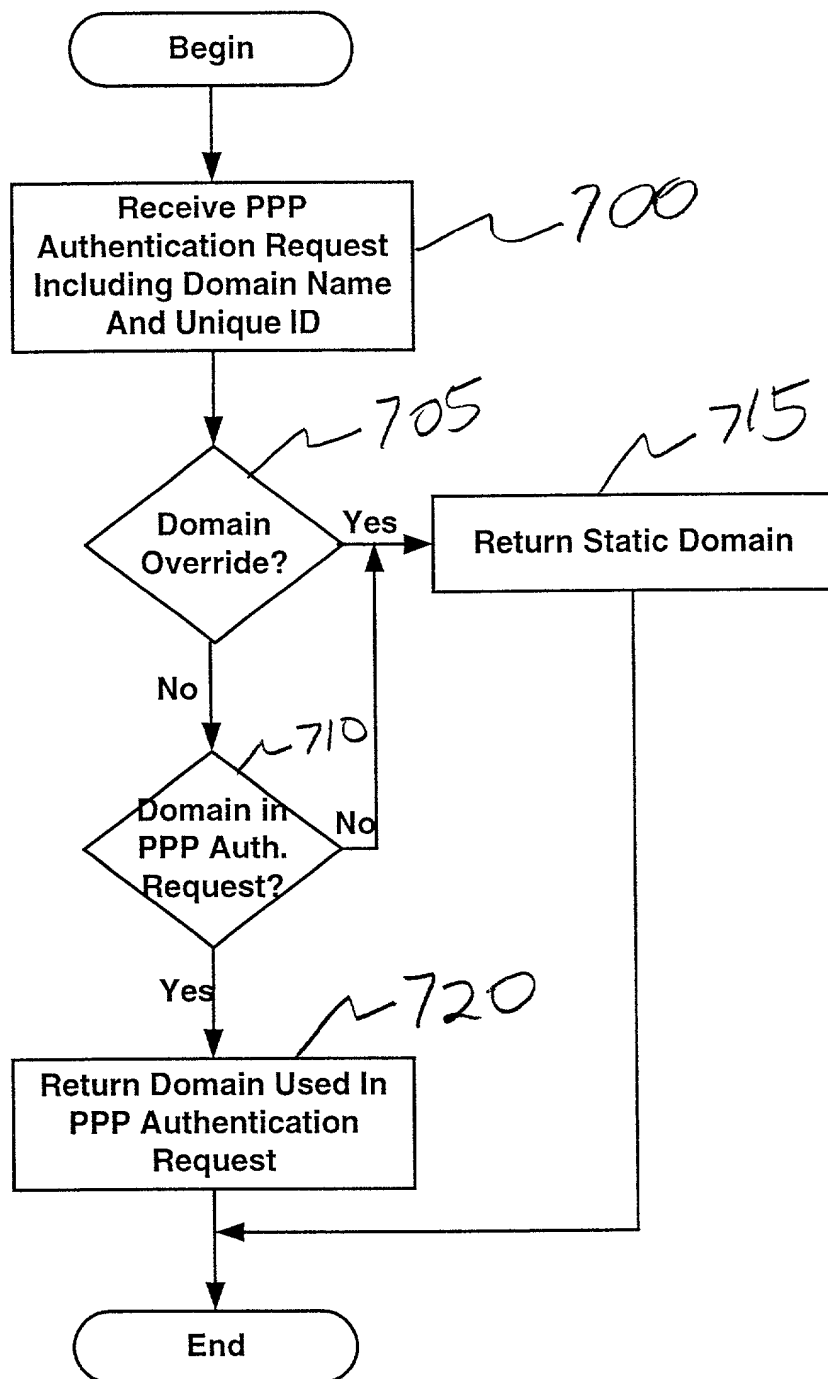 Begin
Receive PPP
Authentication Request
Including Domain Name
And Unique ID
700
705
715
Domain
Override?
Yes
Return Static Domain
No
710
Domain in
PPP Auth.
Request?
No
Yes
720
Return Domain Used In
PPP Authentication
Request
End